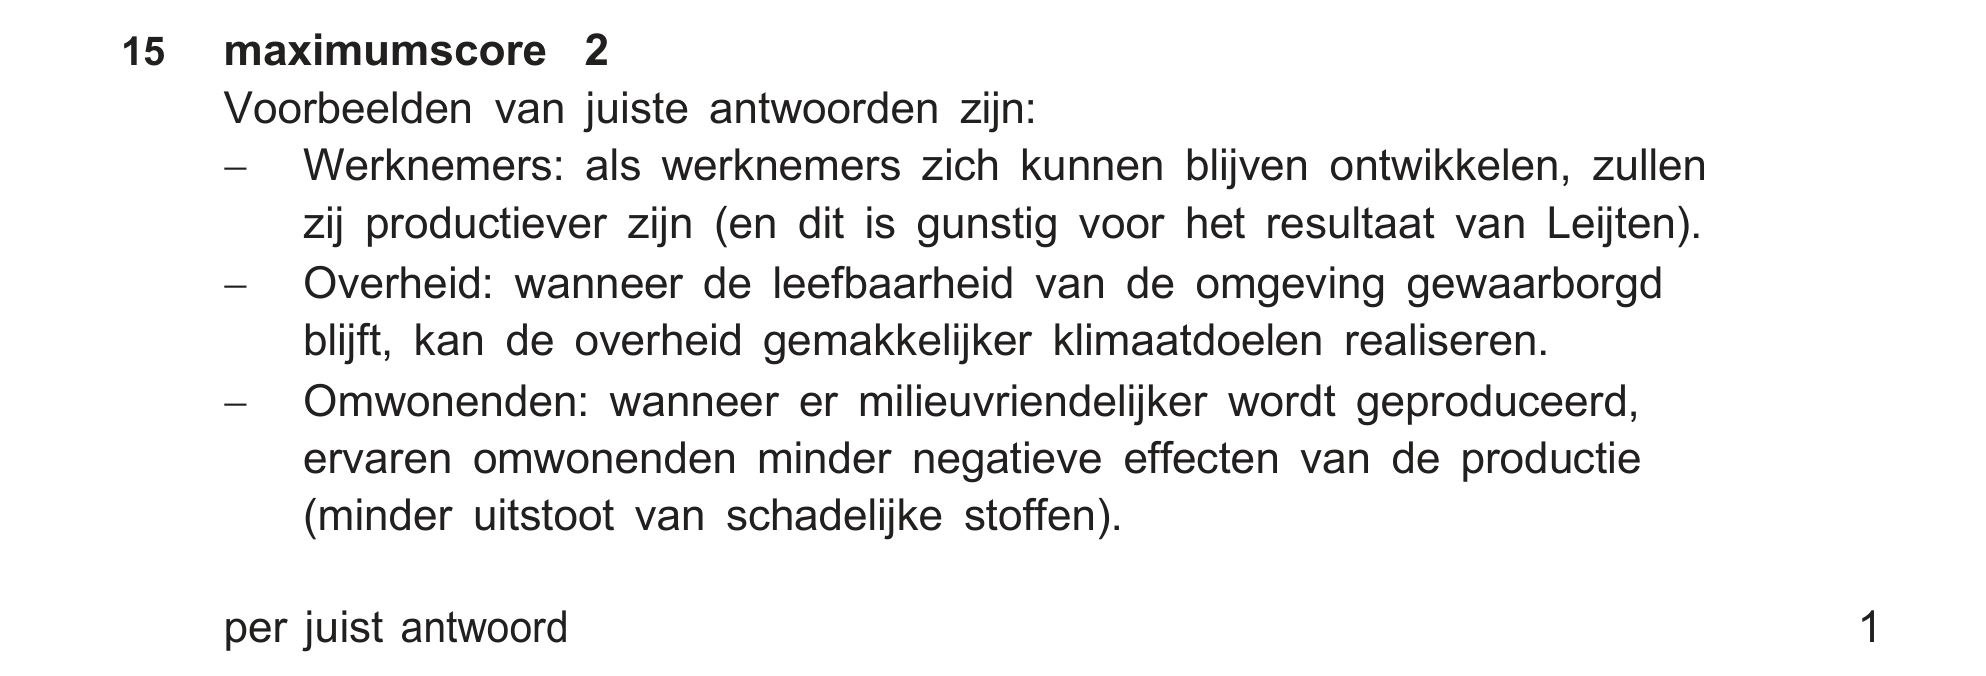 15 maximumscore 2
Voorbeelden van juiste antwoorden zijn:
– Werknemers: als werknemers zich kunnen blijven ontwikkelen, zullen
zij productiever zijn (en dit is gunstig voor het resultaat van Leijten).
– Overheid: wanneer de leefbaarheid van de omgeving gewaarborgd
blijft, kan de overheid gemakkelijker klimaatdoelen realiseren.
– Omwonenden: wanneer er milieuvriendelijker wordt geproduceerd,
ervaren omwonenden minder negatieve effecten van de productie
(minder uitstoot van schadelijke stoffen).
per juist antwoord 1